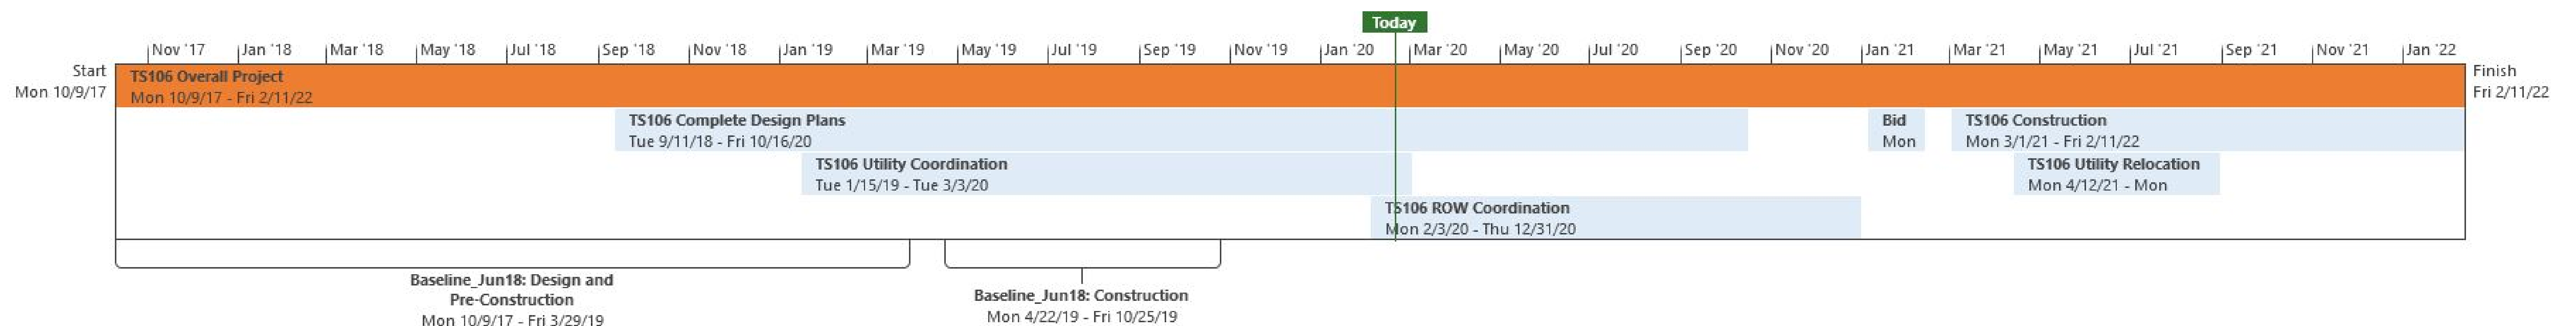 Today
Nov '17 Jan '18 Mar '18 May '18 Jul '18 Sep '18 Nov '18 Jan '19 Mar '19 May '19 Jul '19 Sep '19 Nov '19 Jan '20 Mar '20 May '20 Jul '20 Sep '20 Nov '20 Jan '21 Mar '21 May '21 Jul '21 Sep '21 Nov '21 Jan '22
Start
Mon 10/9/17
TS106 Overall Project
Mon 10/9/17 - Fri 2/11/22
Finish
Fri 2/11/22
TS106 Complete Design Plans
Tue 9/11/18 - Fri 10/16/20
Bid
Mon
TS106 Construction
Mon 3/1/21 - Fri 2/11/22
TS106 Utility Coordination
Tue 1/15/19 - Tue 3/3/20
TS106 Utility Relocation
Mon 4/12/21 - Mon
TS106 ROW Coordination
Mon 2/3/20 - Thu 12/31/20
Baseline_Jun18: Design and
Pre-Construction
Mon 10/9/17 - Fri 3/29/19
Baseline_Jun18: Construction
Mon 4/22/19 - Fri 10/25/19